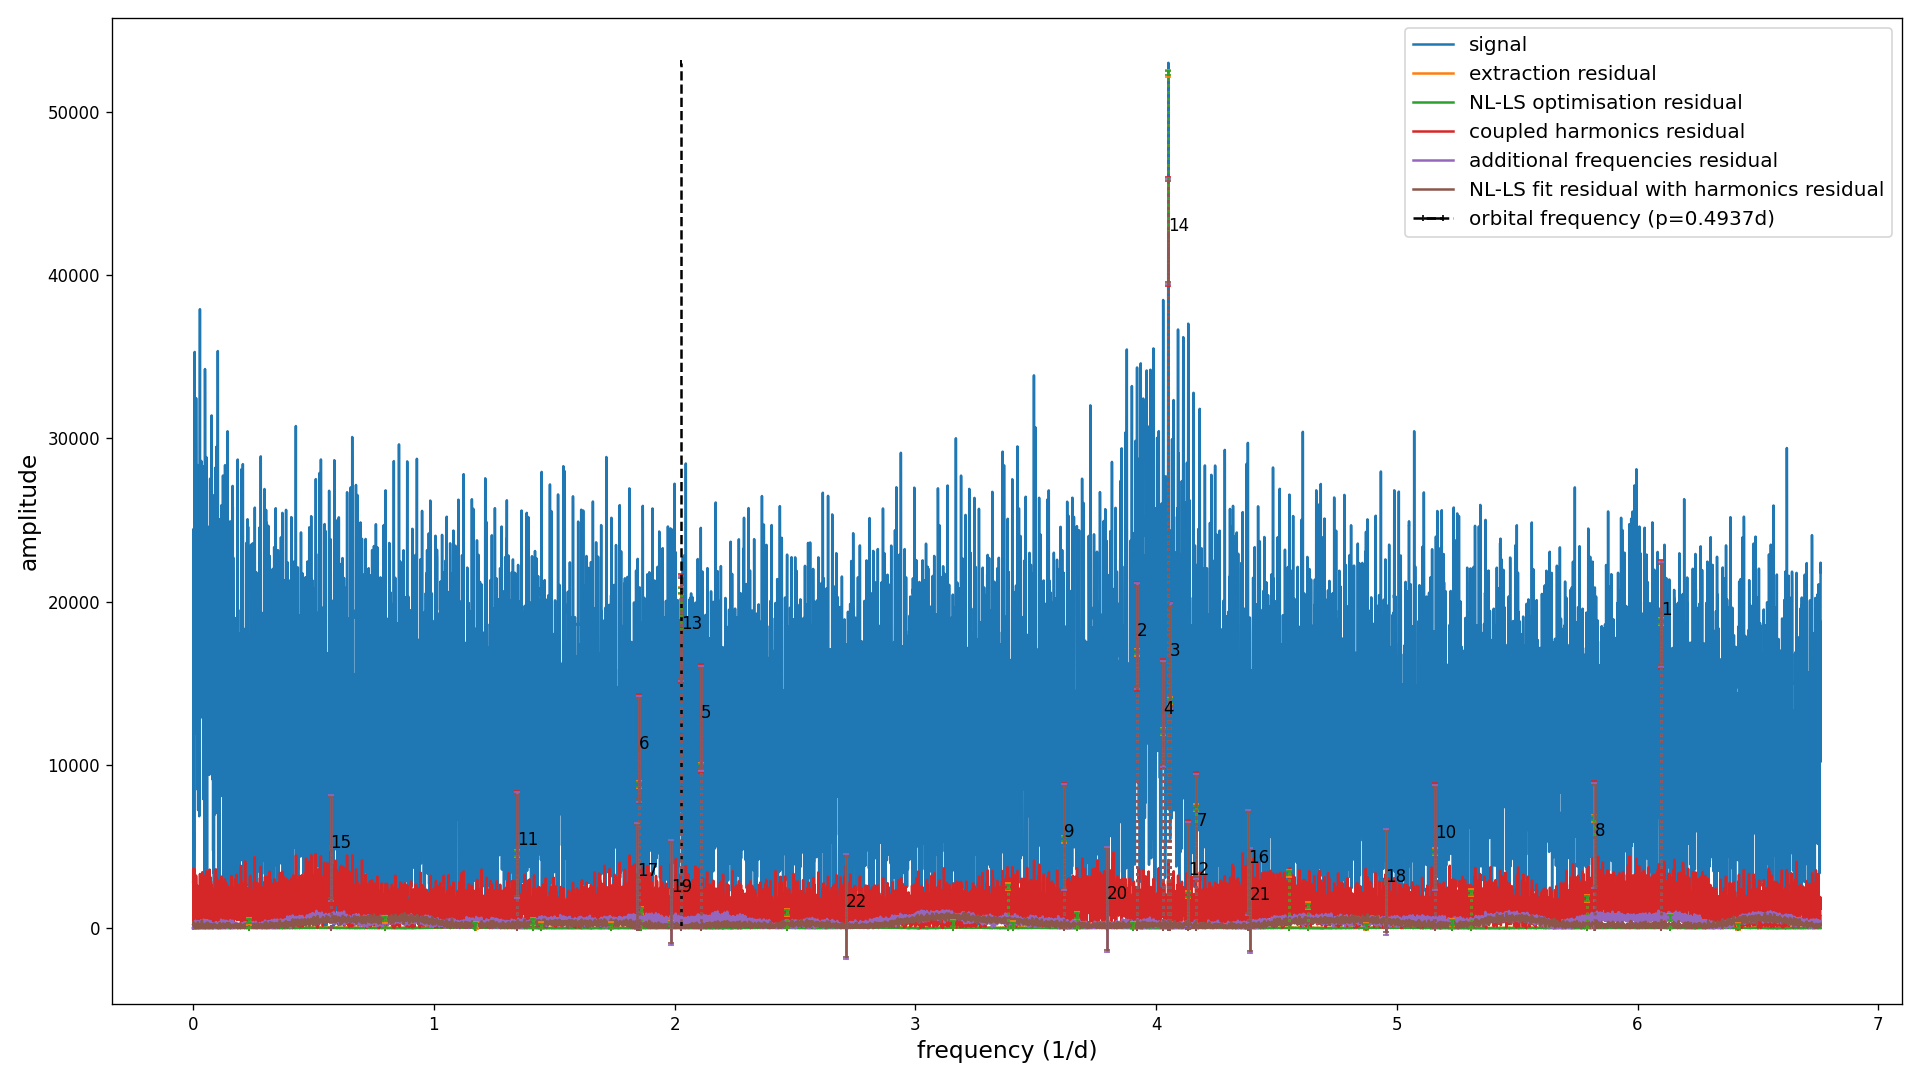 signal
extraction residual
NL-LS optimisation residual
coupled harmonics residual
additional frequencies residual
NL-LS fit residual with harmonics residual
orbital frequency (p=0.4937d)
amplitude
50000
40000
30000
20000
10000
0
14
13
2
1
3
5
4
6
15
11
9
7
10
8
17
19
12
16
18
22
20
21
0 1 2 3 4 5 6 7
frequency (1/d)